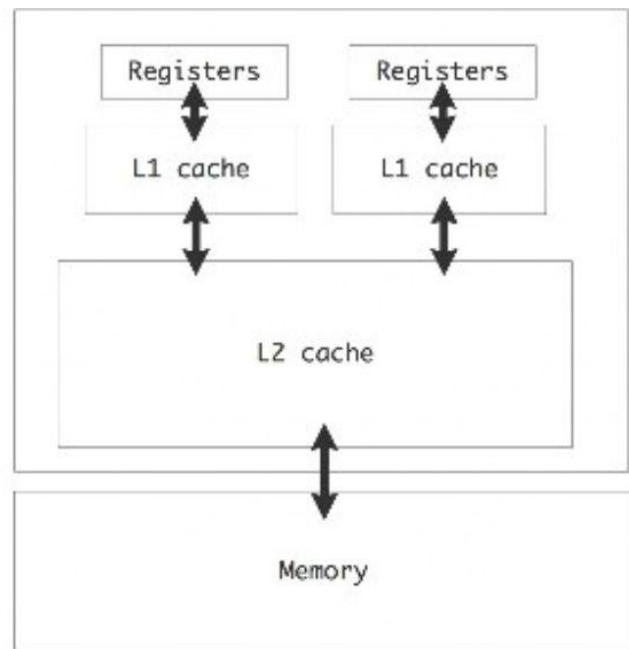 Registers
Registers
L1 cache
L1 cache
L2 cache
Memory